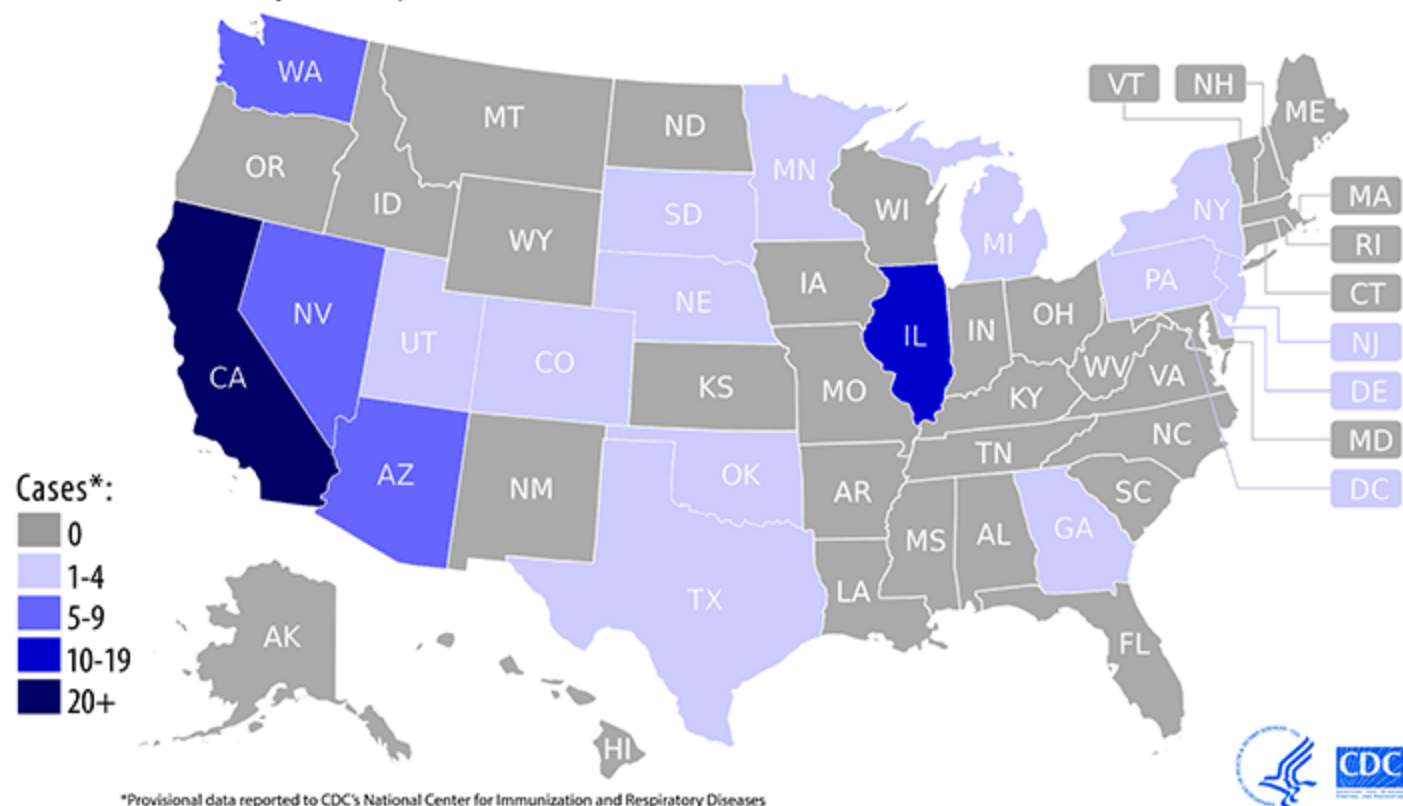 WA
MT
ND
VT
NH
ME
OR
ID
MN
MA
SD
WI
NY
WY
MI
RI
IA
PA
CT
NE
NV
UT
CO
IL
IN
OH
NJ
CA
KS
MO
KY
WV
VA
DE
TN
NC
MD
AZ
NM
OK
AR
SC
DC
MS
AL
GA
TX
LA
FL
AK
HI
Cases*:
0
1-4
5-9
10-19
20+
CDC
*Provisional data reported to CDC's National Center for Immunization and Respiratory Diseases